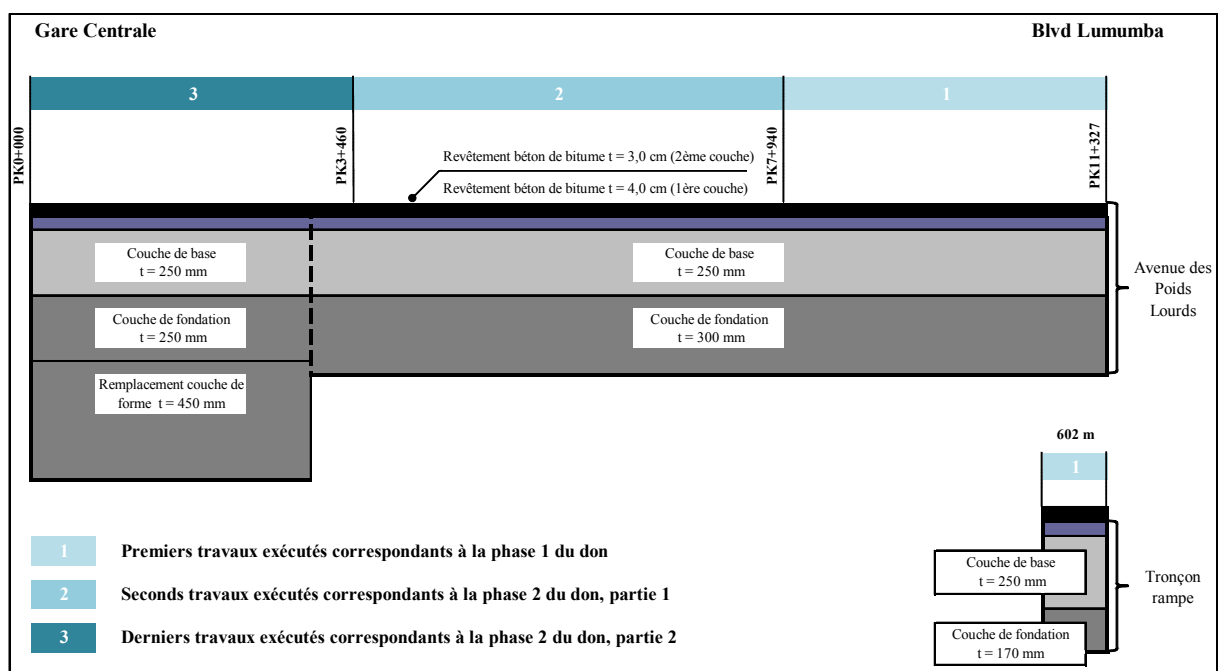 Gare Centrale
Blvd Lumumba
3
2
1
PK0+000
PK3+460
PK7+940
PK11+327
Revêtement béton de bitume t = 3,0 cm (2ème couche)
Revêtement béton de bitume t = 4,0 cm (1ère couche)
Couche de base
t = 250 mm
Couche de base
t = 250 mm
Couche de fondation
t = 250 mm
Couche de fondation
t = 300 mm
Remplacement couche de
forme t = 450 mm
Avenue des
Poids
Lourds
602 m
1
Couche de base
t = 250 mm
Couche de fondation
t = 170 mm
Tronçon
rampe
1
Premiers travaux exécutés correspondants à la phase 1 du don
2
Seconds travaux exécutés correspondants à la phase 2 du don, partie 1
3
Derniers travaux exécutés correspondants à la phase 2 du don, partie 2